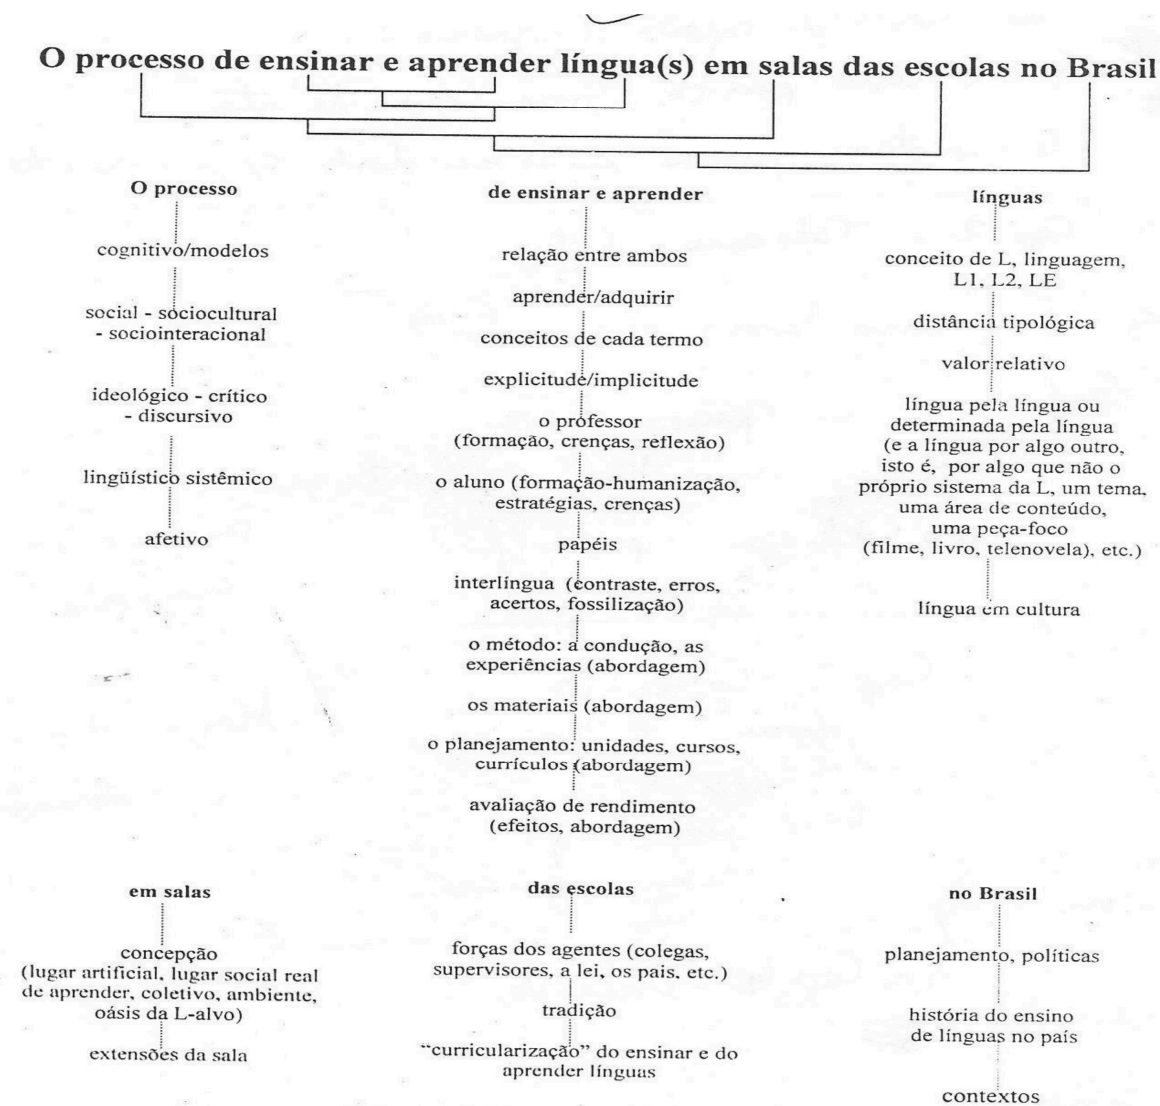 O processo de ensinar e aprender língua(s) em salas das escolas no Brasil
O processo
cognitivo/modelos
social - sociocultural
- sociointeracional
ideológico - crítico
- discursivo
lingüístico sistêmico
afetivo
de ensinar e aprender
relação entre ambos
aprender/adquirir
conceitos de cada termo
explicitude/implicitude
o professor
(formação, crenças, reflexão)
o aluno (formação-humanização,
estratégias, crenças)
papéis
interlíngua (contraste, erros,
acertos, fossilização)
o método: a condução, as
experiências (abordagem)
os materiais (abordagem)
o planejamento: unidades, cursos,
currículos (abordagem)
avaliação de rendimento
(efeitos, abordagem)
línguas
conceito de L, linguagem,
L1, L2, LE
distância tipológica
valor relativo
língua pela língua ou
determinada pela língua
(e a língua por algo outro,
isto é, por algo que não o
próprio sistema da L, um tema,
uma área de conteúdo,
uma peça-foco
(filme, livro, telenovela), etc.)
língua em cultura
em salas
concepção
(lugar artificial, lugar social real
de aprender, coletivo, ambiente,
oásis da L-alvo)
extensões da sala
das escolas
forças dos agentes (colegas,
supervisores, a lei, os pais, etc.)
tradição
“curricularização” do ensinar e do
aprender línguas
no Brasil
planejamento, políticas
história do ensino
de línguas no país
contextos